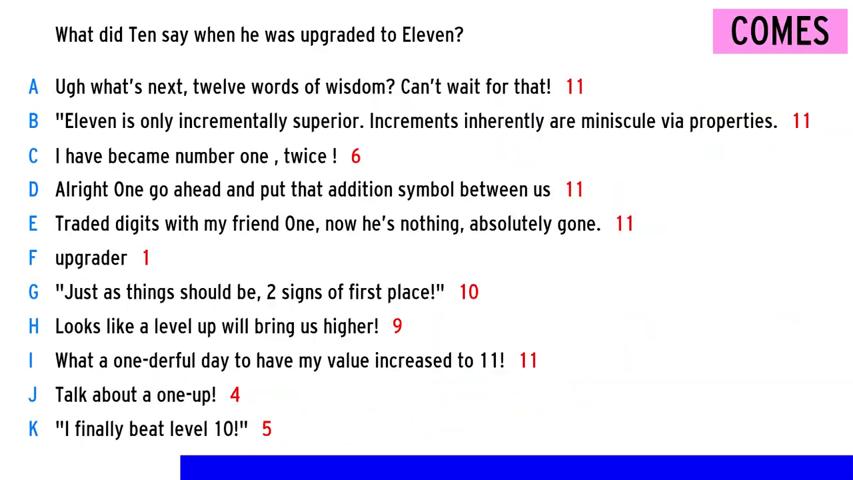 What did Ten say when he was upgraded to Eleven?
COMES
A Ugh what's next, twelve words of wisdom? Can't wait for that! 11
B "Eleven is only incrementally superior. Increments inherently are miniscule via properties. 11
C I have became number one , twice ! 6
D Alright One go ahead and put that addition symbol between us 11
E Traded digits with my friend One, now he's nothing, absolutely gone. 11
F upgrader 1
G "Just as things should be, 2 signs of first place!" 10
H Looks like a level up will bring us higher! 9
I What a one-derful day to have my value increased to 11! 11
J Talk about a one-up! 4
K "I finally beat level 10!" 5